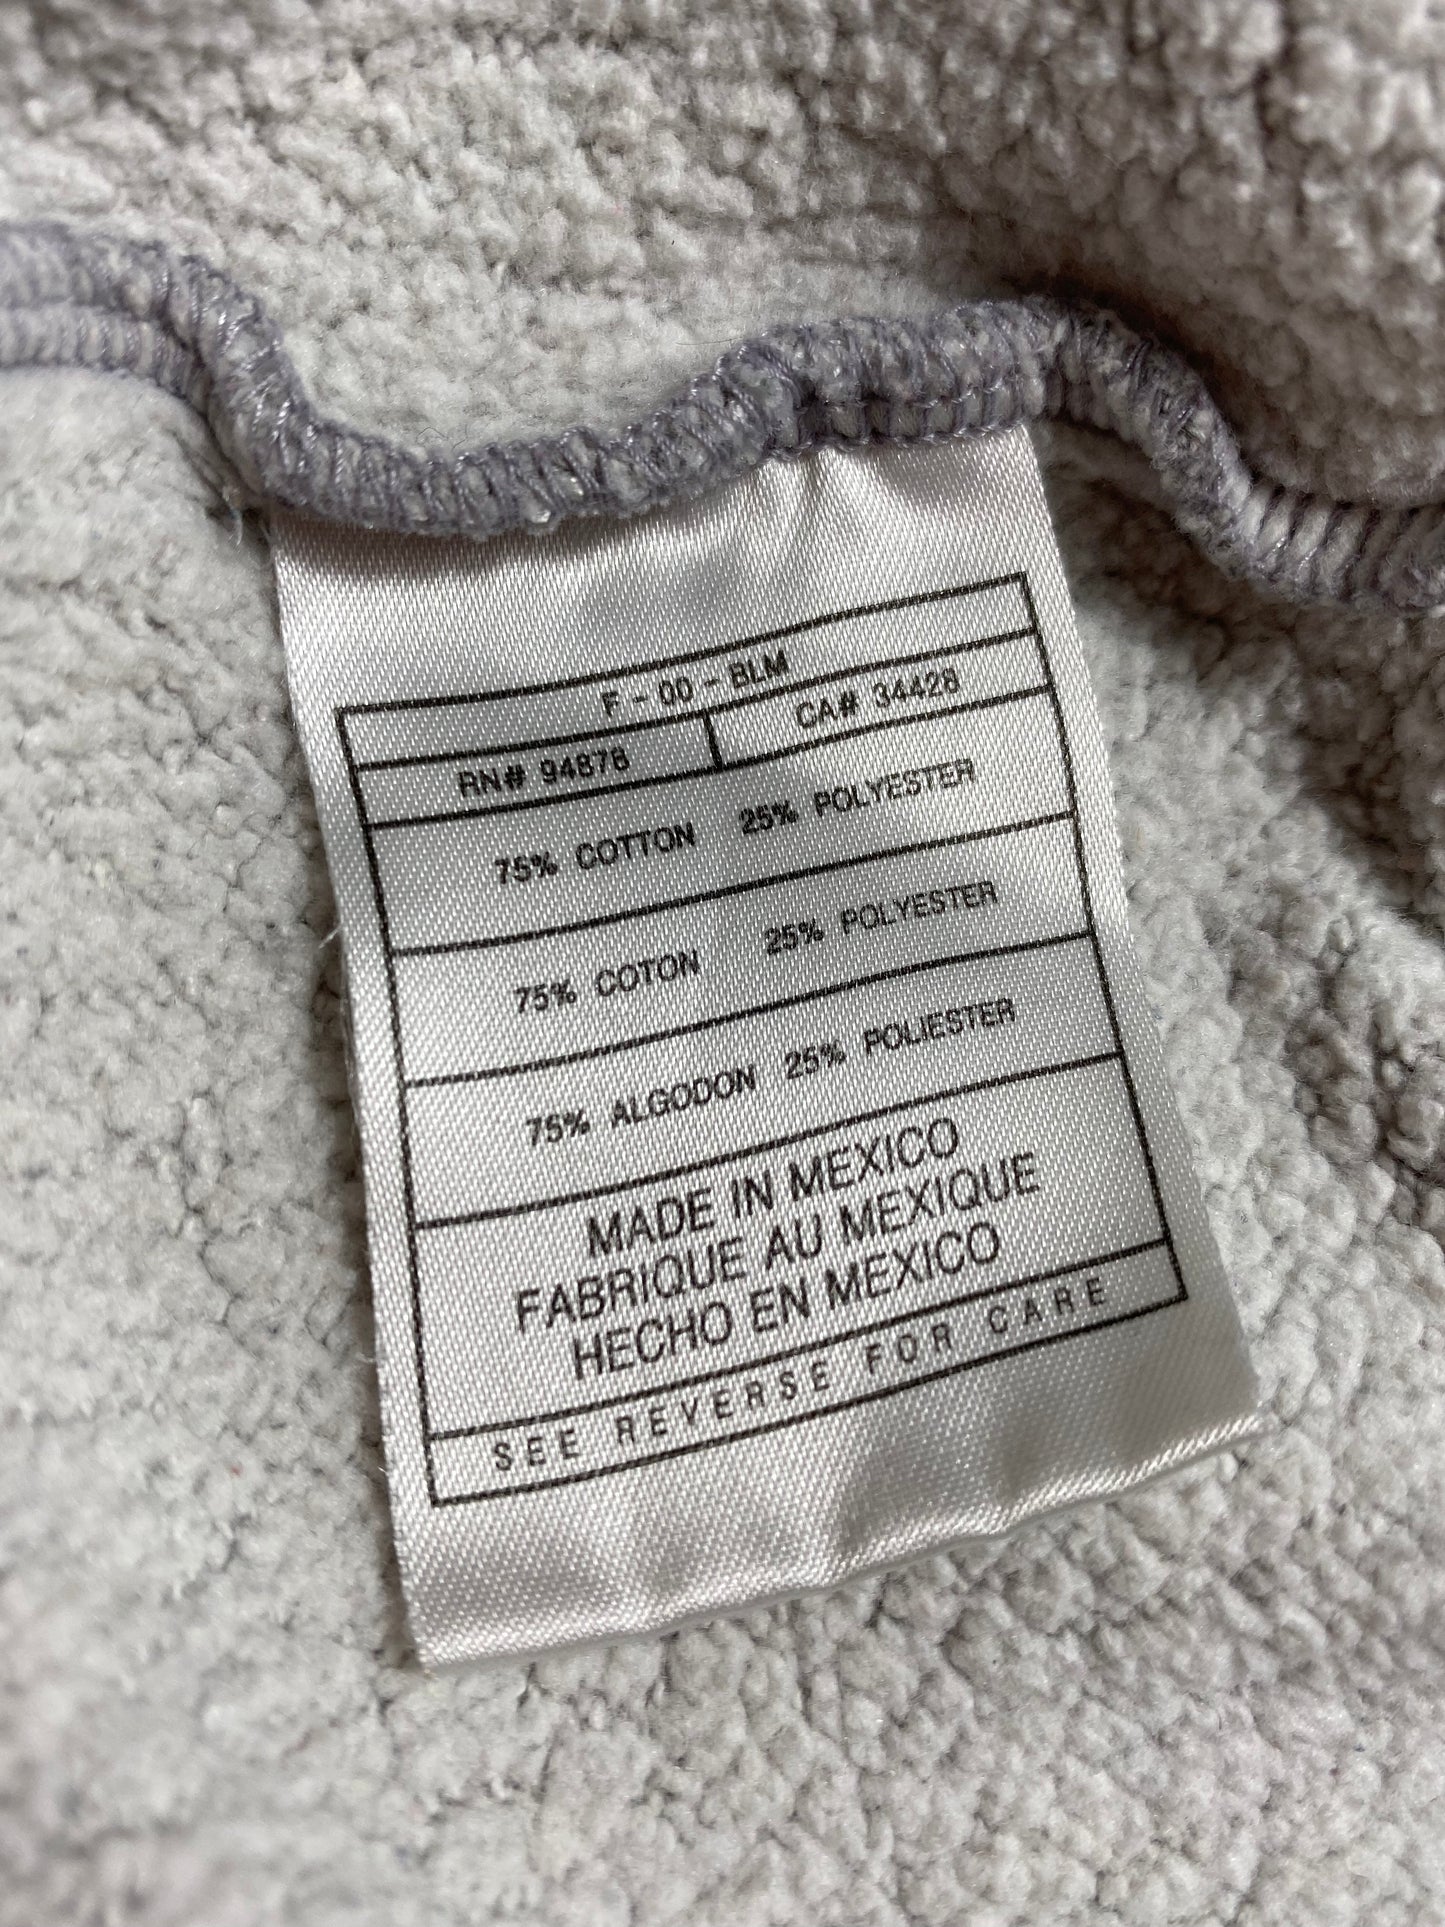 F - 00 - BLM
RN# 94878 CA# 34428
75% COTTON 25% POLYESTER
75% COTON 25% POLYESTER
75% ALGODON 25% POLIESTER
MADE IN MEXICO
FABRIQUE AU MEXIQUE
HECHO EN MEXICO
SEE REVERSE FOR CARE